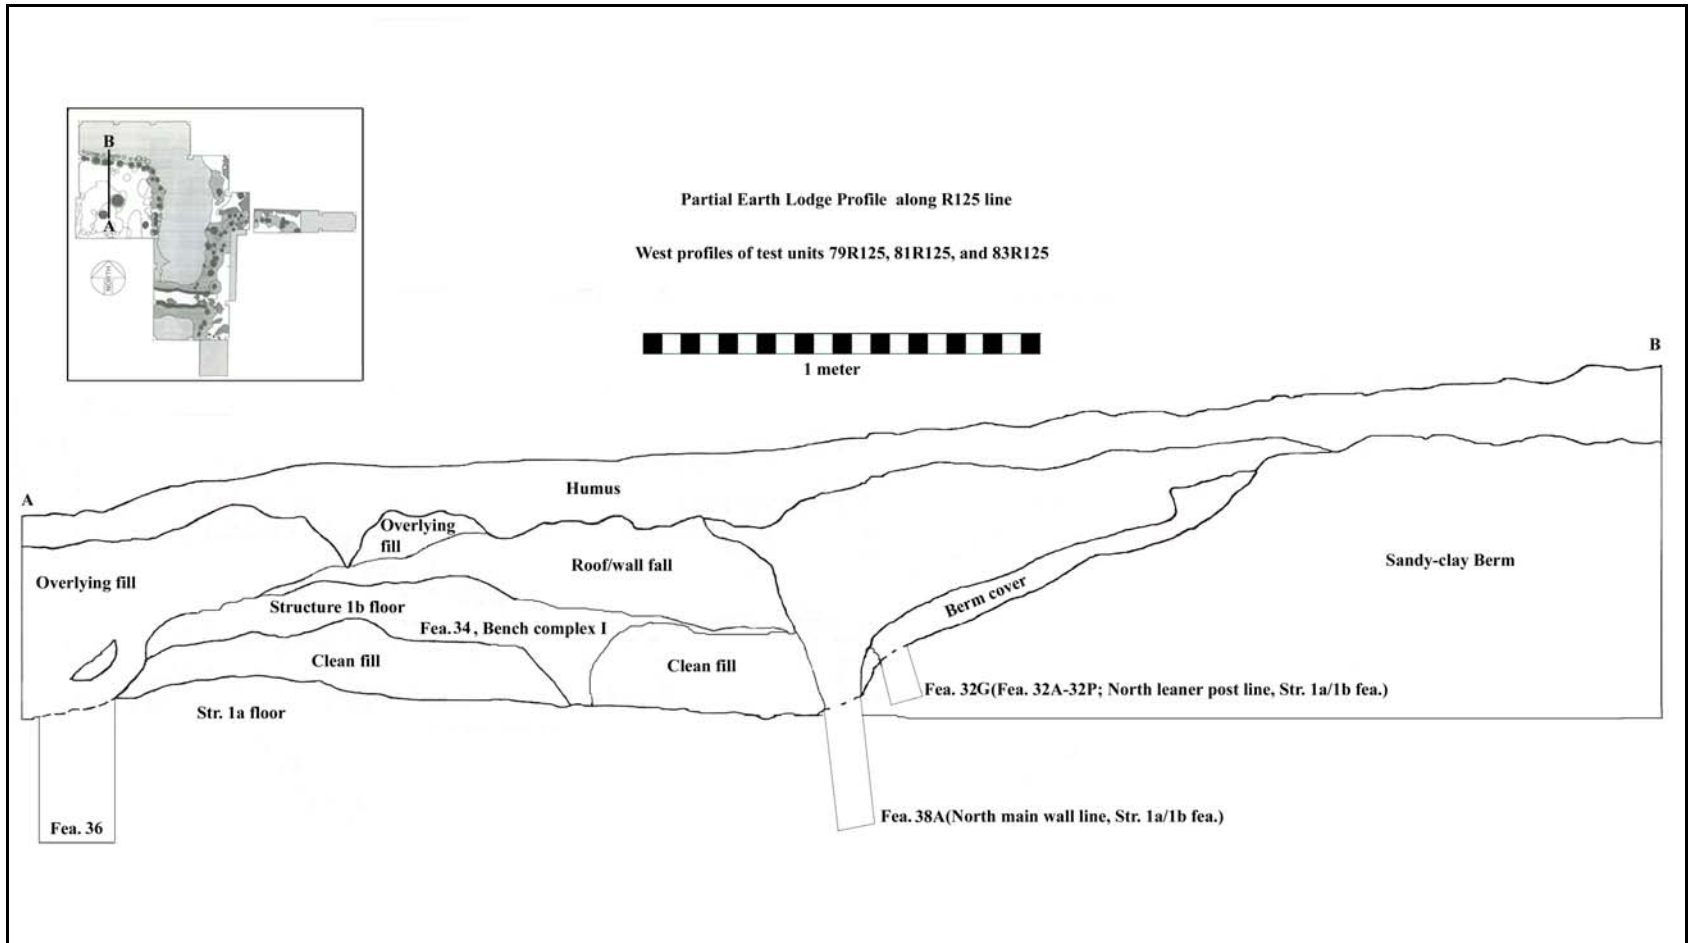 B
A
NORTH
Partial Earth Lodge Profile along R125 line
West profiles of test units 79R125, 81R125, and 83R125
1 meter
B
A
Humus
Overlying
fill
Overlying fill
Roof/wall fall
Sandy-clay Berm
Berm cover
Structure 1b floor
Fea. 34 , Bench complex I
Clean fill
Clean fill
Fea. 32G(Fea. 32A-32P; North leaner post line, Str. 1a/1b fea.)
Str. 1a floor
Fea. 38A(North main wall line, Str. 1a/1b fea.)
Fea. 36